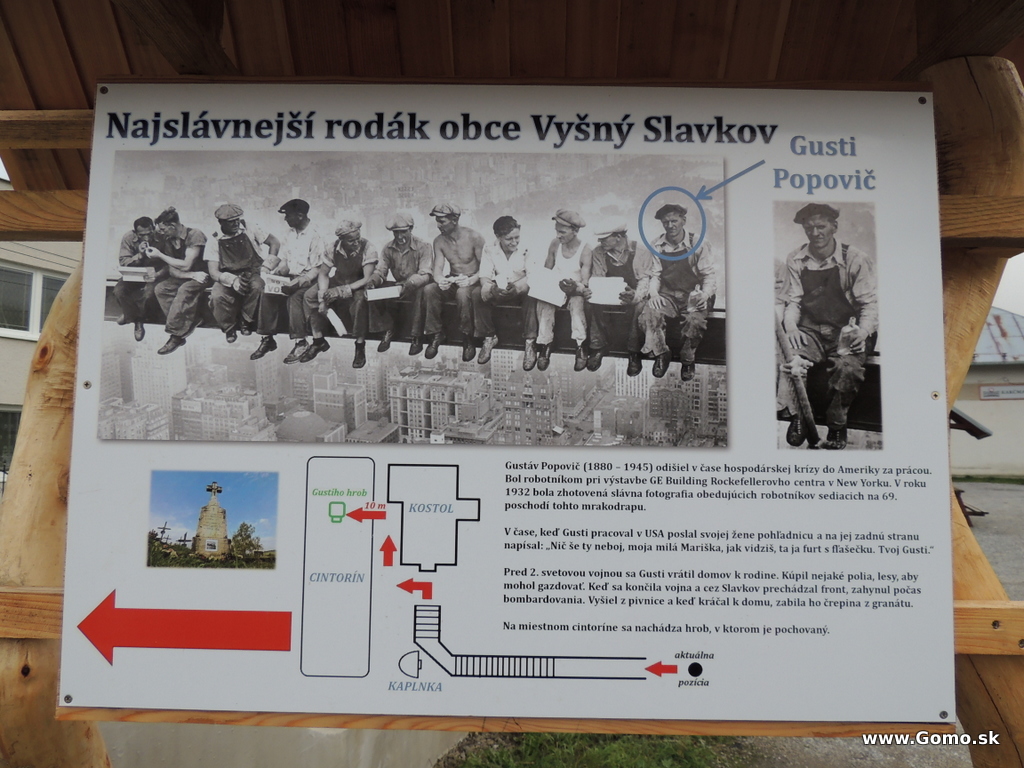 Najslávnejší rodák obce Vyšný Slavkov
Gusti
Popovič
Gustáv Popovič (1880 – 1945) odišiel v čase hospodárskej krízy do Ameriky za prácou.
Bol robotníkom pri výstavbe GE Building Rockefellerovho centra v New Yorku. V roku
1932 bola zhotovená slávna fotografia obedujúcich robotníkov sediacich na 69.
poschodí tohto mrakodrapu.
V čase, keď Gusti pracoval v USA poslal svojej žene pohľadnicu a na jej zadnú stranu
napísal: „Nič še ty neboj, moja milá Mariška, jak vidziš, ta ja furt s fľašečku. Tvoj Gusti."
Pred 2. svetovou vojnou sa Gusti vrátil domov k rodine. Kúpil nejaké polia, lesy, aby
mohol gazdovať. Keď sa končila vojna a cez Slavkov prechádzal front, zahynul počas
bombardovania. Vyšiel z pivnice a keď kráčal k domu, zabila ho črepina z granátu.
Na miestnom cintoríne sa nachádza hrob, v ktorom je pochovaný.
Gustiho hrob
10 m
KOSTOL
CINTORÍN
KAPLNKA
aktuálna
pozícia
www.Gomo.sk